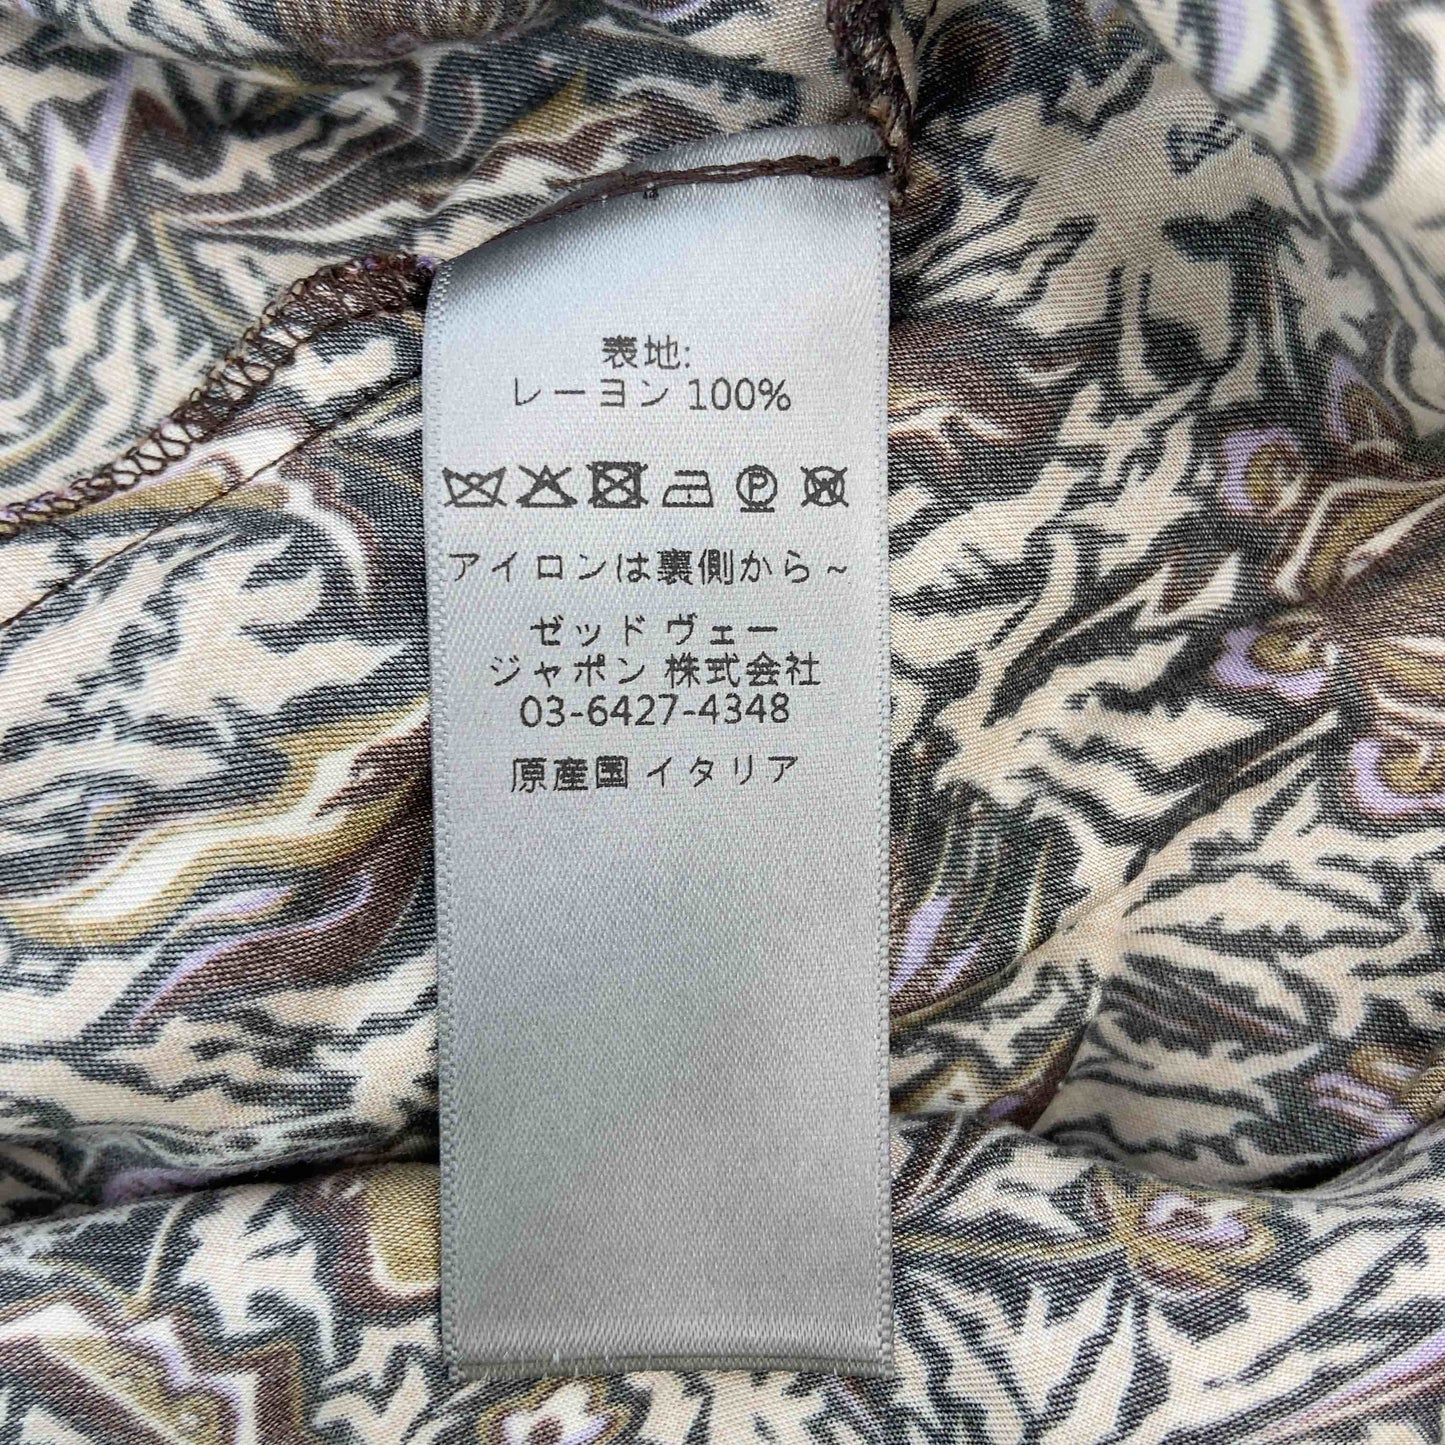 表地:
レーヨン 100%
P W
アイロンは裏側から~
ゼッド ヴェー
ジャポン 株式会社
03-6427-4348
原産国 イタリア